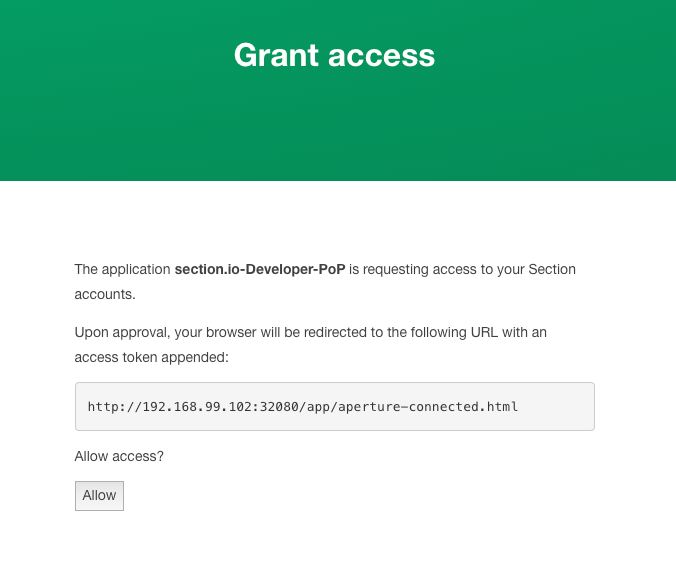 Grant access
The application section.io-Developer-PoP is requesting access to your Section
accounts.
Upon approval, your browser will be redirected to the following URL with an
access token appended:
http://192.168.99.102:32080/app/aperture-connected.html
Allow access?
Allow